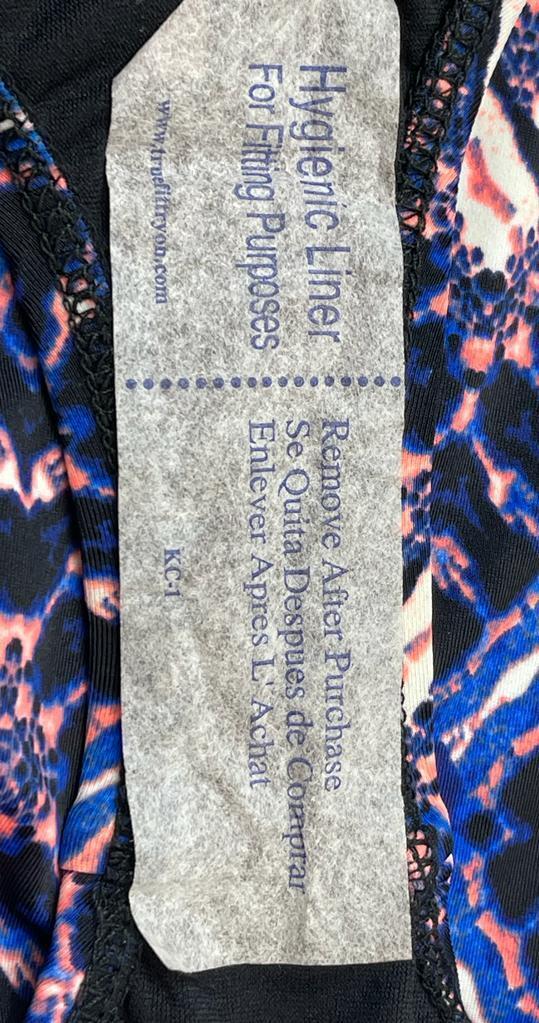 Hygienic Liner
For Fitting Purposes
www.truefittryon.com
Remove After Purchase
Se Quita Despues de Comprar
Enlever Apres L' Achat
KC-1